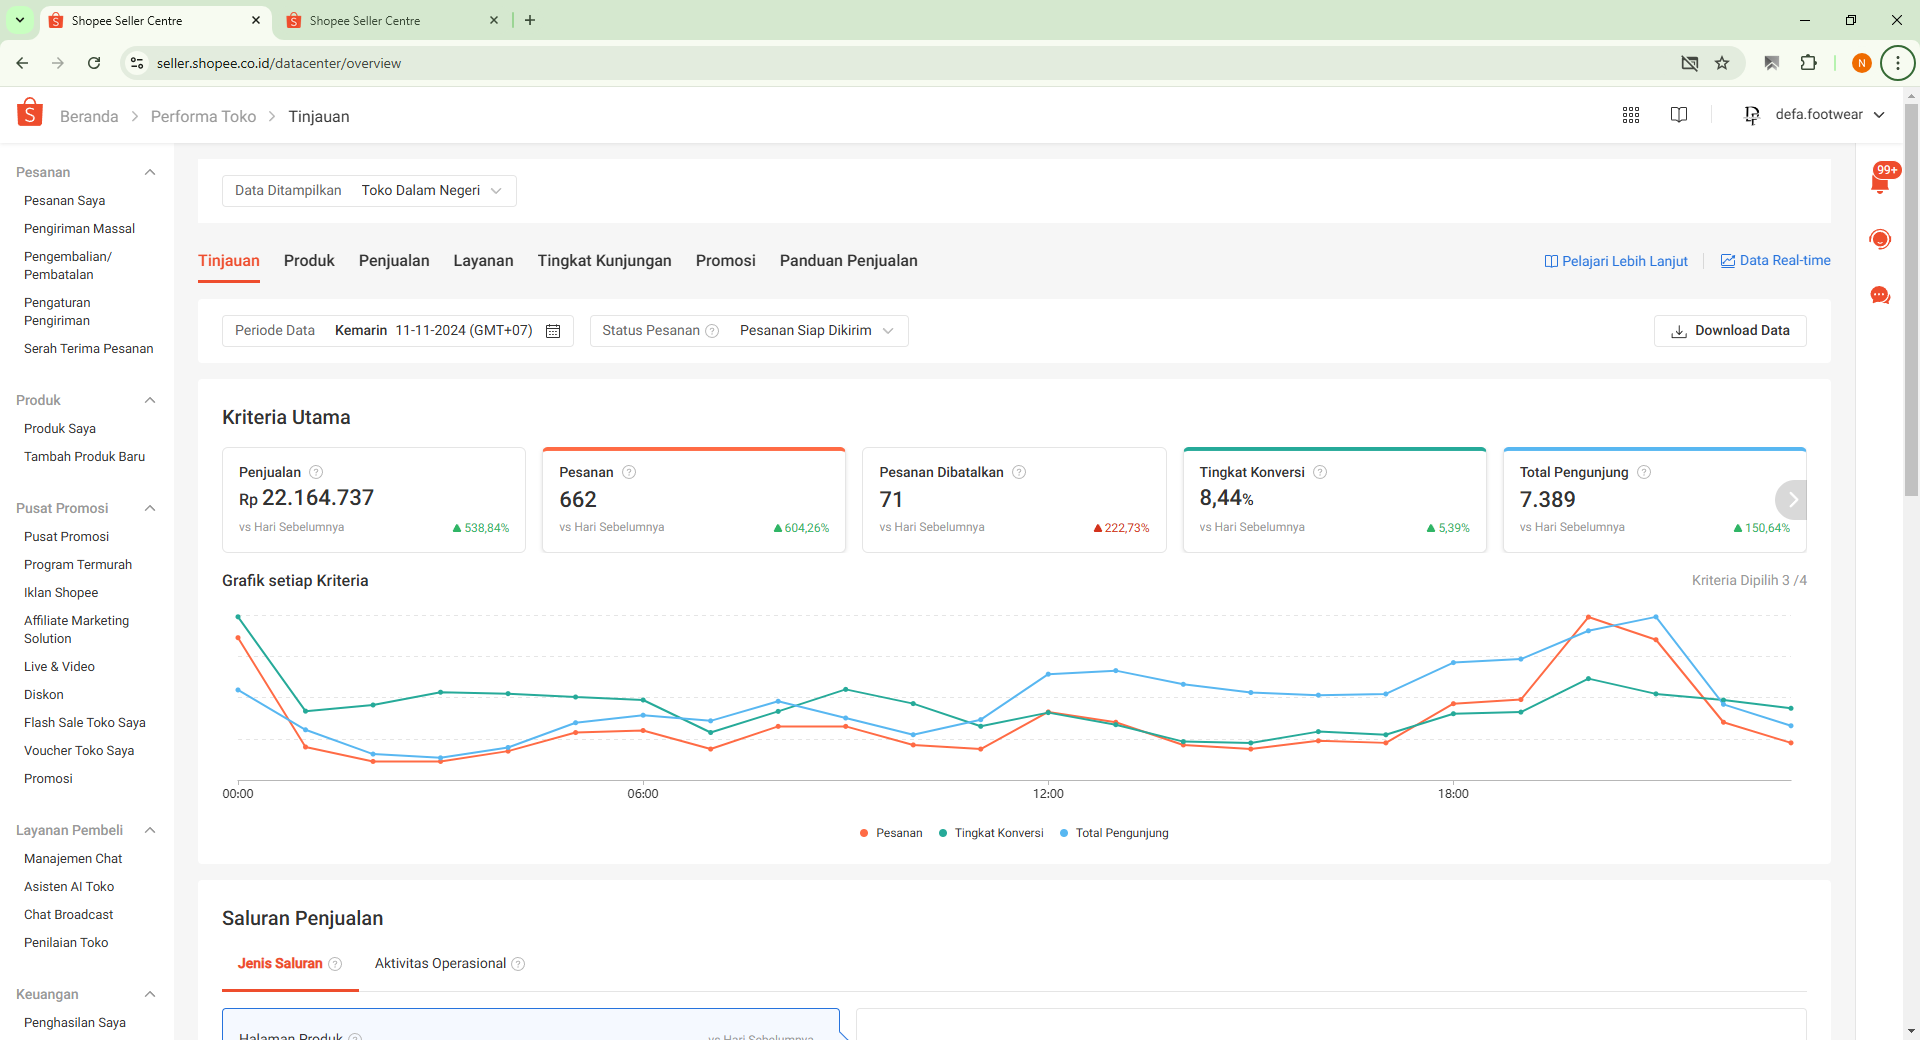 Shopee Seller Centre
Shopee Seller Centre
seller.shopee.co.id/datacenter/overview
N
Beranda > Performa Toko > Tinjauan
defa.footwear
Pesanan
Pesanan Saya
Pengiriman Massal
Pengembalian/
Pembatalan
Pengaturan
Pengiriman
Serah Terima Pesanan
Produk
Produk Saya
Tambah Produk Baru
Pusat Promosi
Pusat Promosi
Program Termurah
Iklan Shopee
Affiliate Marketing
Solution
Live & Video
Diskon
Flash Sale Toko Saya
Voucher Toko Saya
Promosi
Layanan Pembeli
Manajemen Chat
Asisten AI Toko
Chat Broadcast
Penilaian Toko
Keuangan
Penghasilan Saya
Data Ditampilkan Toko Dalam Negeri
99+
Tinjauan Produk Penjualan Layanan Tingkat Kunjungan Promosi Panduan Penjualan
Pelajari Lebih Lanjut
Data Real-time
Periode Data Kemarin 11-11-2024 (GMT+07)
Status Pesanan Pesanan Siap Dikirim
Download Data
Kriteria Utama
Penjualan
Rp 22.164.737
vs Hari Sebelumnya 538,84%
Pesanan
662
vs Hari Sebelumnya 604,26%
Pesanan Dibatalkan
71
vs Hari Sebelumnya 222,73%
Tingkat Konversi
8,44%
vs Hari Sebelumnya 5,39%
Total Pengunjung
7.389
vs Hari Sebelumnya 150,64%
Grafik setiap Kriteria
Kriteria Dipilih 3 /4
00:00 06:00 12:00 18:00
Pesanan Tingkat Konversi Total Pengunjung
Saluran Penjualan
Jenis Saluran Aktivitas Operasional
Halaman Produk vs Hari Sebelumnya